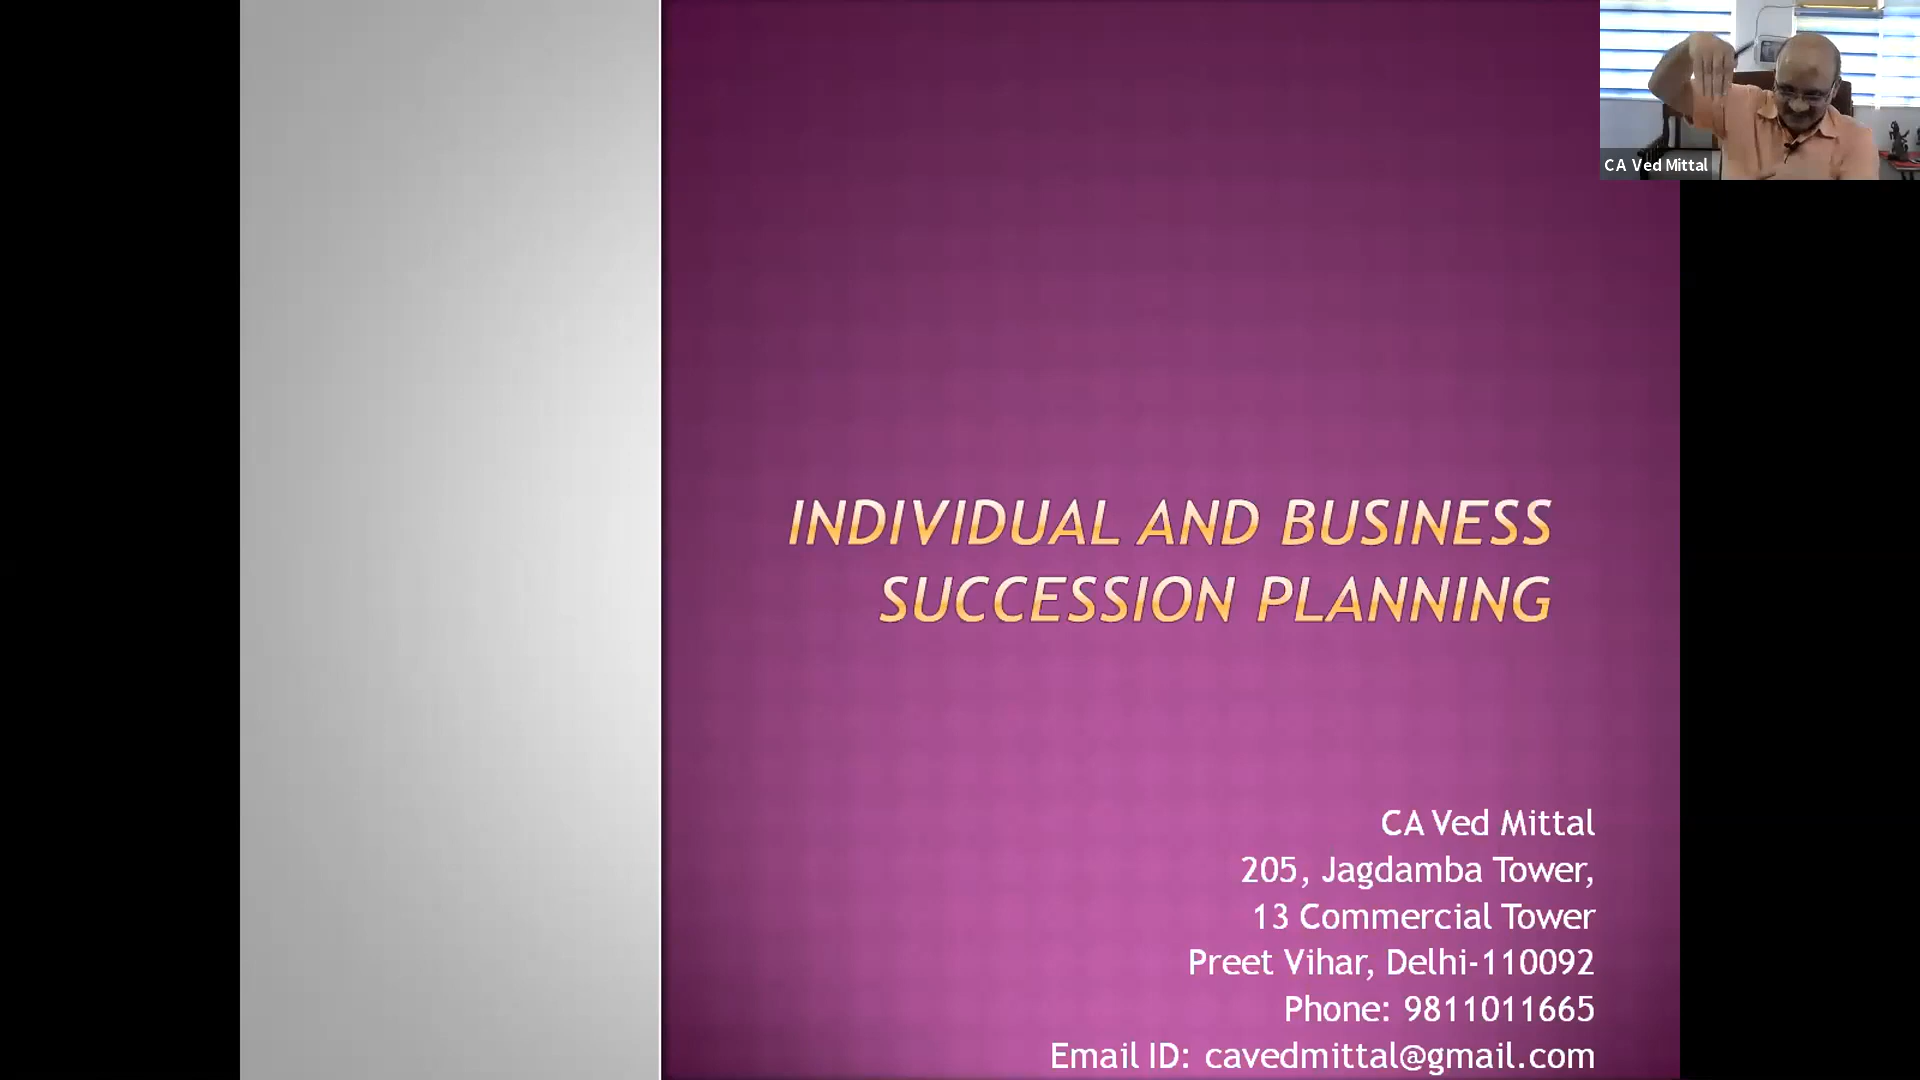 CA Ved Mittal
INDIVIDUAL AND BUSINESS
SUCCESSION PLANNING
CA Ved Mittal
205, Jagdamba Tower,
13 Commercial Tower
Preet Vihar, Delhi-110092
Phone: 9811011665
Email ID: cavedmittal@gmail.com